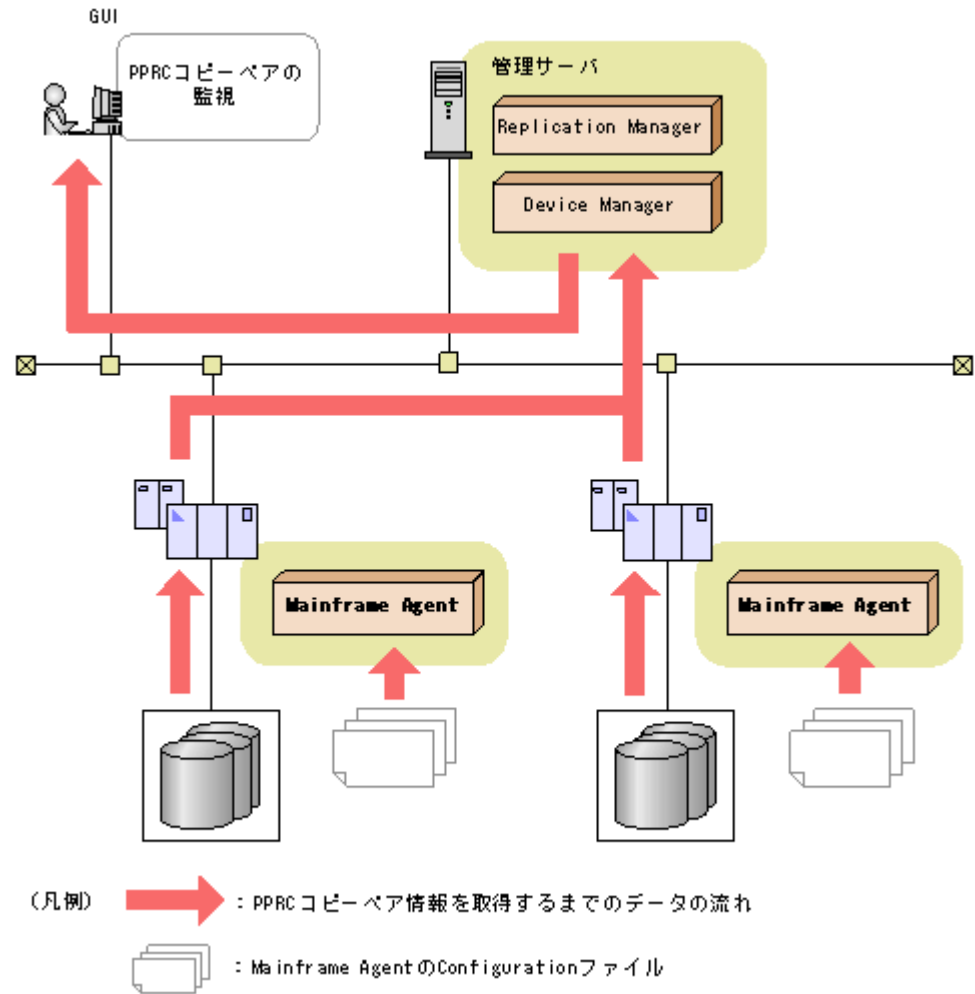 GUI
PPRCコピーペアの
監視
管理サーバ
Replication Manager
Device Manager
Mainframe Agent
Mainframe Agent
(凡例)
：PPRCコピーペア情報を取得するまでのデータの流れ
：Mainframe AgentのConfigurationファイル